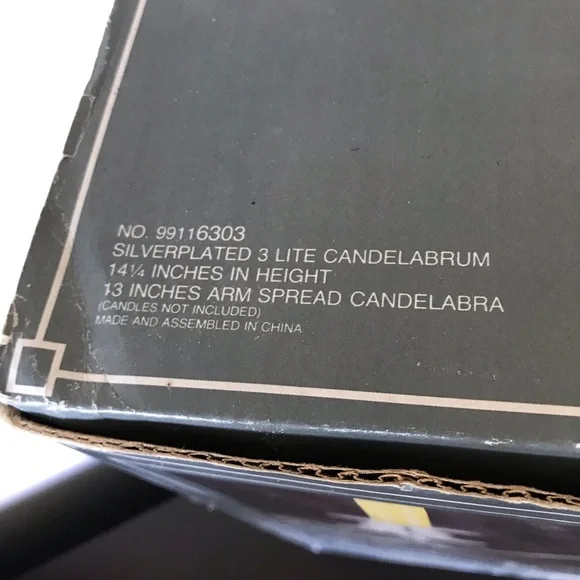 NO. 99116303
SILVERPLATED 3 LITE CANDELABRUM
14¼ INCHES IN HEIGHT
13 INCHES ARM SPREAD CANDELABRA
(CANDLES NOT INCLUDED)
MADE AND ASSEMBLED IN CHINA